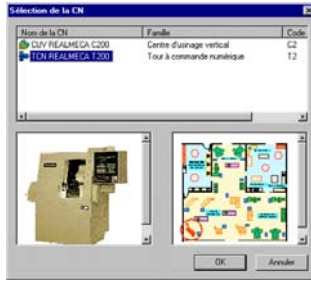 Sélection de la CN
Nom de la CN Famille Code
CUV REALMECA C200 Centre d'usinage vertical C2
TCN REALMECA T200 Tour à commande numérique T2
OK Annuler